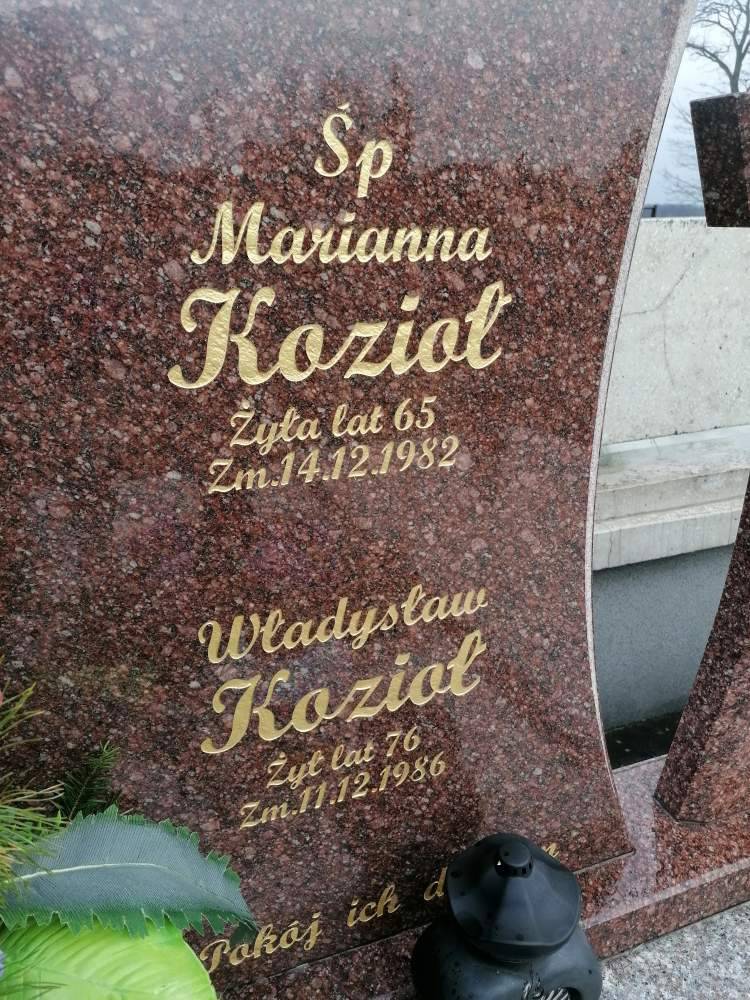 Śp
Marianna
Kozioł
Żyła lat 65
Zm.14.12.1982
Władysław
Kozioł
Żył lat 76
Zm.11.12.1986
Pokój ich